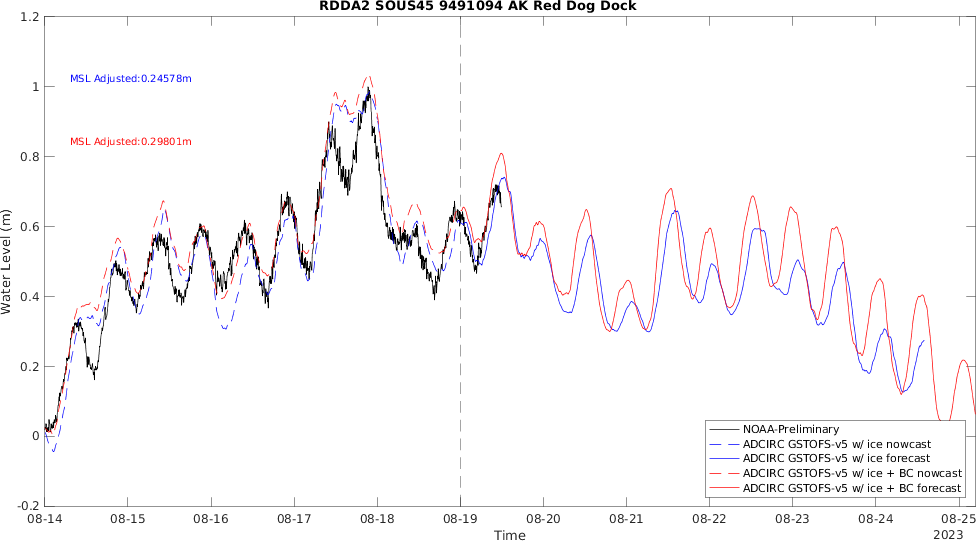 RDDA2 SOUS45 9491094 AK Red Dog Dock
1.2
1
0.8
0.6
0.4
0.2
0
-0.2
Water Level (m)
MSL Adjusted:0.24578m
MSL Adjusted:0.29801m
NOAA-Preliminary
ADCIRC GSTOFS-v5 w/ ice nowcast
ADCIRC GSTOFS-v5 w/ ice forecast
ADCIRC GSTOFS-v5 w/ ice + BC nowcast
ADCIRC GSTOFS-v5 w/ ice + BC forecast
08-14 08-15 08-16 08-17 08-18 08-19 08-20 08-21 08-22 08-23 08-24 08-25
Time
2023